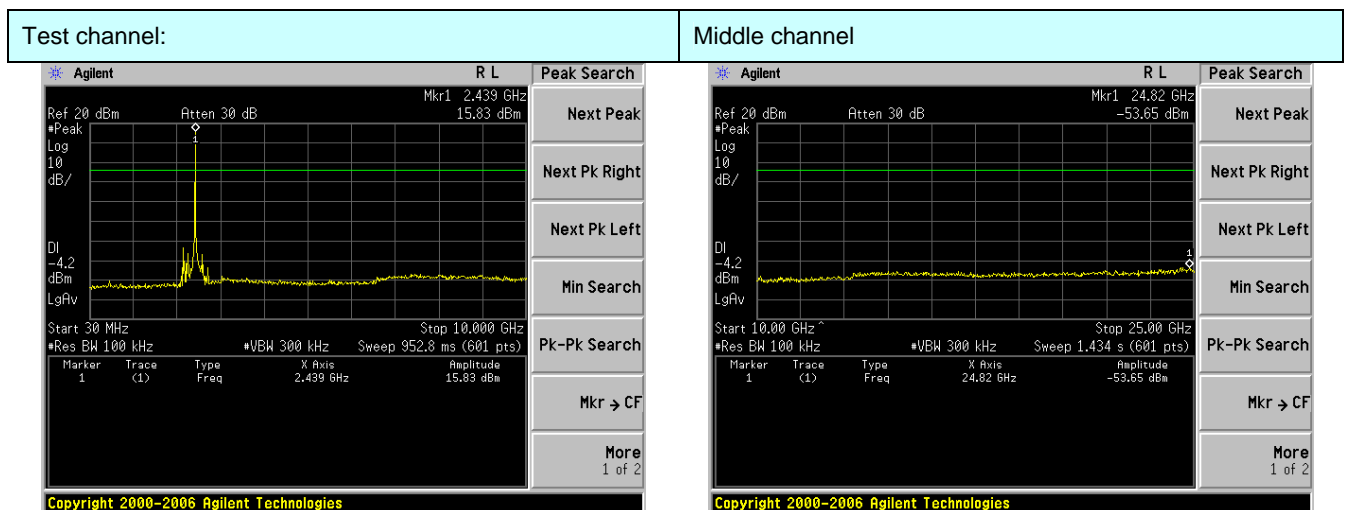 Test channel:
Middle channel
Agilent R L Peak Search
Mkr1 2.439 GHz
Ref 20 dBm Atten 30 dB 15.83 dBm
#Peak
Log
10
dB/
1
DI
-4.2
dBm
LgAv
Start 30 MHz Stop 10.000 GHz
#Res BW 100 kHz #VBW 300 kHz Sweep 952.8 ms (601 pts)
Marker Trace Type X Axis Amplitude
1 (1) Freq 2.439 GHz 15.83 dBm
Next Peak
Next Pk Right
Next Pk Left
Min Search
Pk-Pk Search
Mkr → CF
More
1 of 2
Copyright 2000-2006 Agilent Technologies
Agilent R L Peak Search
Mkr1 24.82 GHz
Ref 20 dBm Atten 30 dB -53.65 dBm
#Peak
Log
10
dB/
1
DI
-4.2
dBm
LgAv
Start 10.00 GHz^ Stop 25.00 GHz
#Res BW 100 kHz #VBW 300 kHz Sweep 1.434 s (601 pts)
Marker Trace Type X Axis Amplitude
1 (1) Freq 24.82 GHz -53.65 dBm
Next Peak
Next Pk Right
Next Pk Left
Min Search
Pk-Pk Search
Mkr → CF
More
1 of 2
Copyright 2000-2006 Agilent Technologies